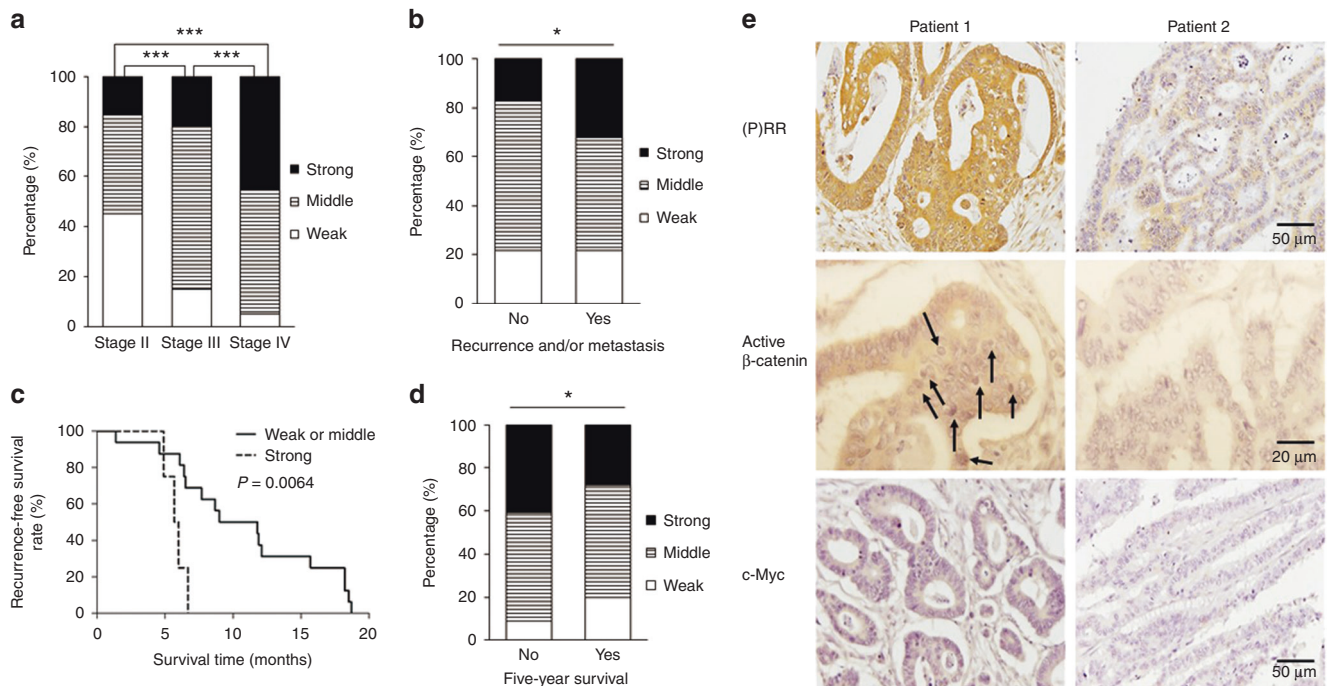 a
***
*** ***
100
80
60
40
20
0
Percentage (%)
Stage II Stage III Stage IV
Strong
Middle
Weak
b
*
100
80
60
40
20
0
Percentage (%)
No Yes
Recurrence and/or metastasis
Strong
Middle
Weak
c
100
80
60
40
20
0
Recurrence-free survival
rate (%)
0 5 10 15 20
Survival time (months)
Weak or middle
Strong
P = 0.0064
d
*
100
80
60
40
20
0
Percentage (%)
No Yes
Five-year survival
Strong
Middle
Weak
e
Patient 1 Patient 2
(P)RR
50 μm
Active
β-catenin
20 μm
c-Myc
50 μm